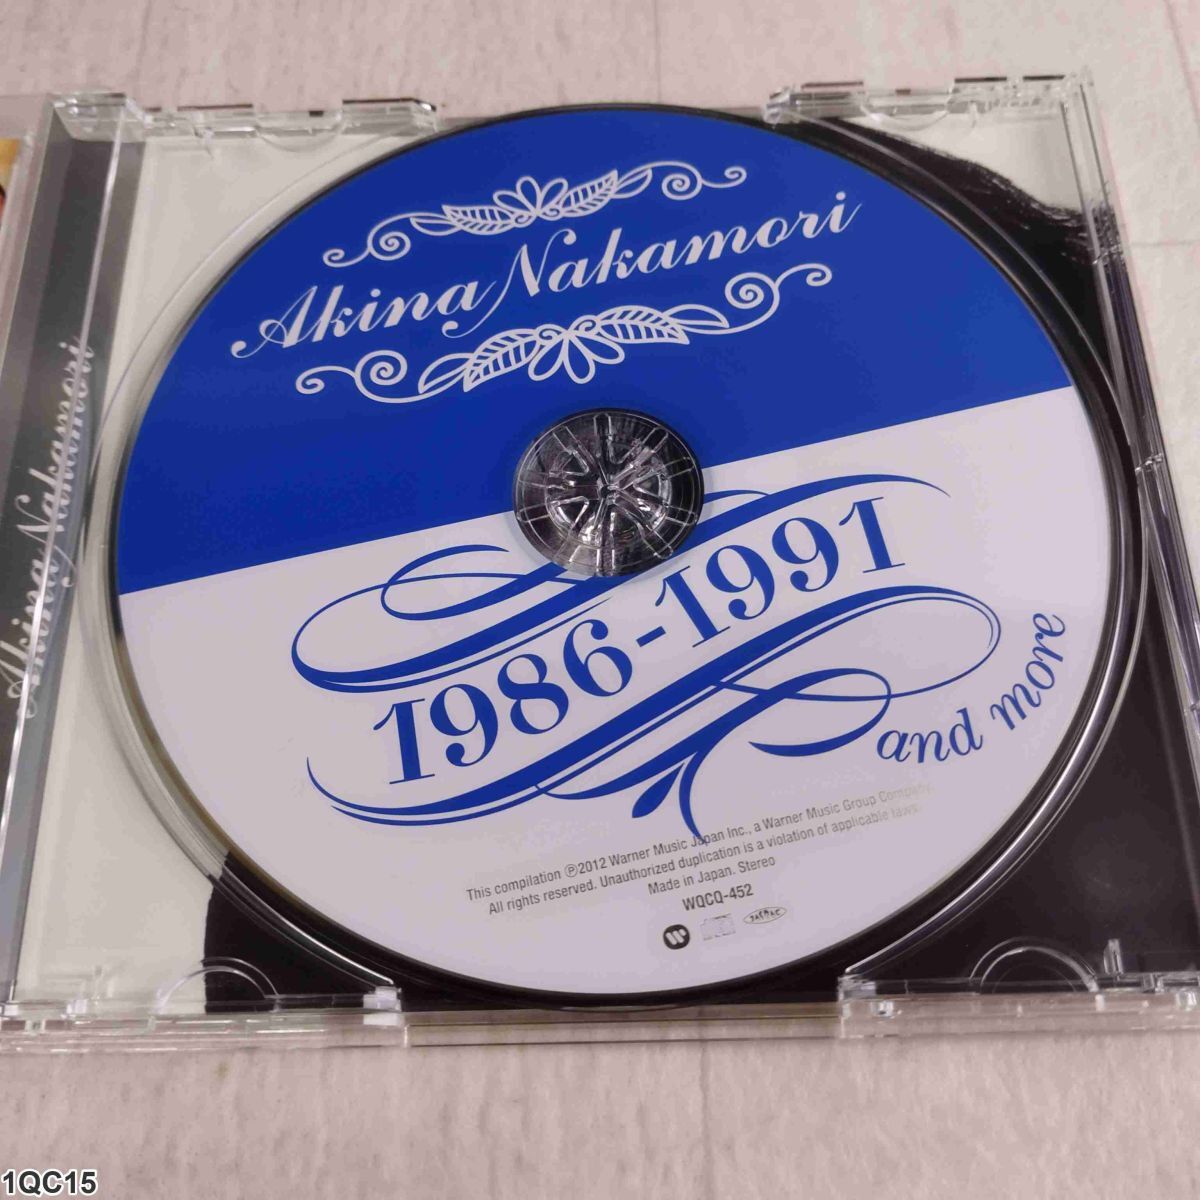 Akina Nakamori
Akina Nakamori
1986-1991
and more
This compilation ℗2012 Warner Music Japan Inc., a Warner Music Group Company.
All rights reserved. Unauthorized duplication is a violation of applicable laws.
Made in Japan. Stereo
WQCQ-452
JASRAC
1QC15